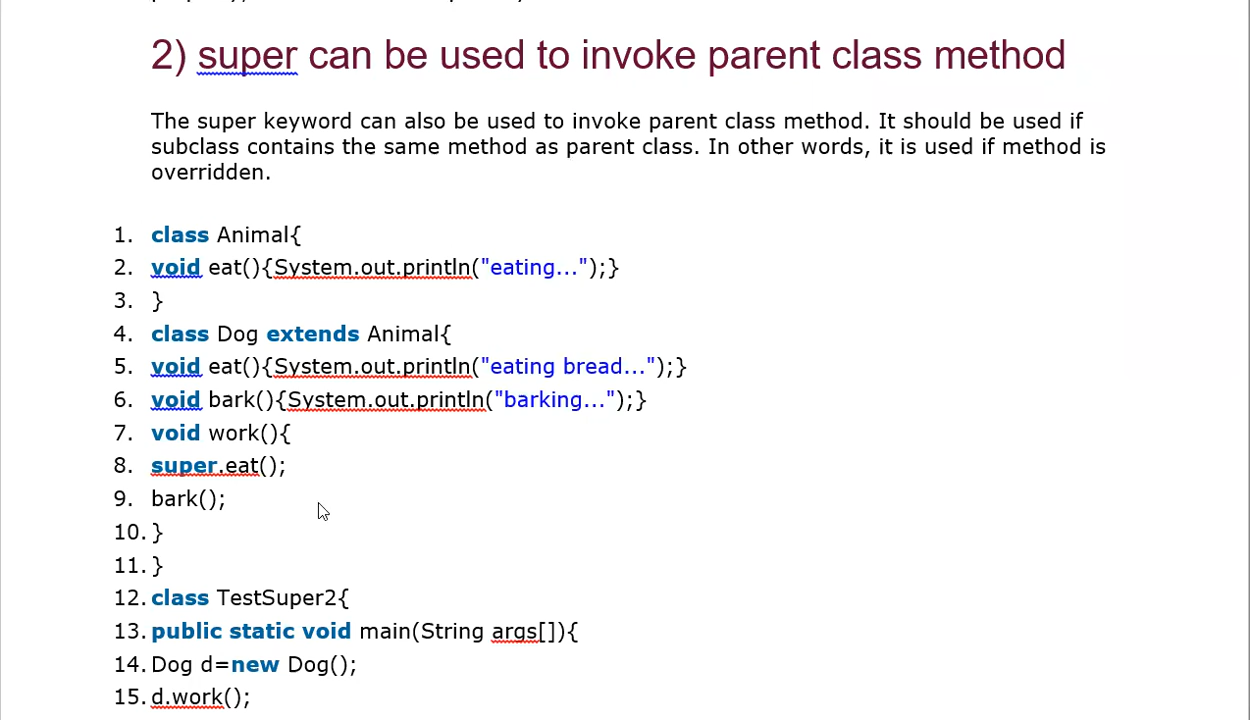 2) super can be used to invoke parent class method
The super keyword can also be used to invoke parent class method. It should be used if
subclass contains the same method as parent class. In other words, it is used if method is
overridden.
1. class Animal{
2. void eat(){System.out.println("eating...");}
3. }
4. class Dog extends Animal{
5. void eat(){System.out.println("eating bread...");}
6. void bark(){System.out.println("barking...");}
7. void work(){
8. super.eat();
9. bark();
10. }
11. }
12. class TestSuper2{
13. public static void main(String args[]){
14. Dog d=new Dog();
15. d.work();